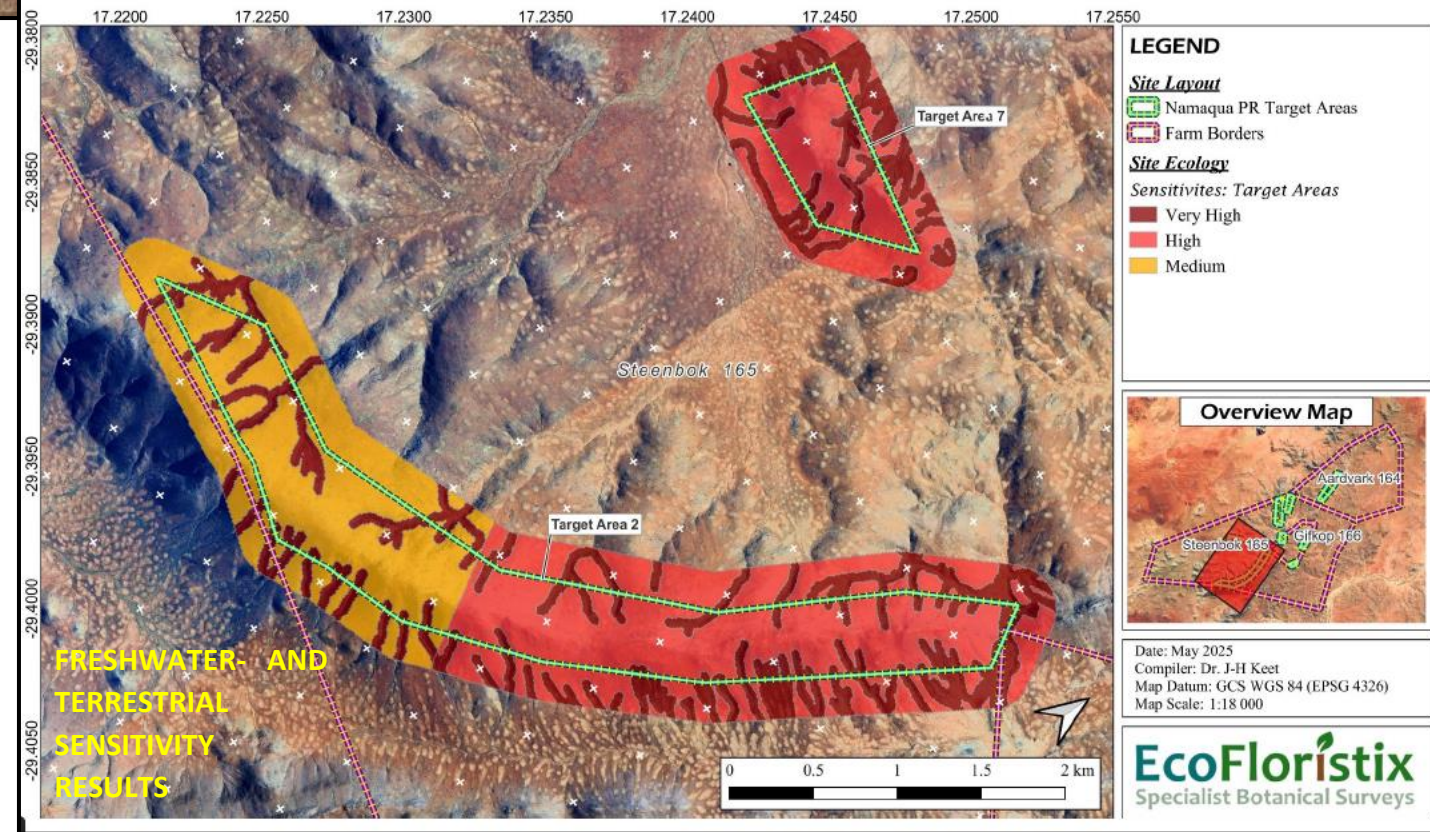 17.2200 17.2250 17.2300 17.2350 17.2400 17.2450 17.2500 17.2550
-29.3800
-29.3850
-29.3900
-29.3950
-29.4000
-29.4050
Target Area 7
Steenbok 165
Target Area 2
FRESHWATER- AND
TERRESTRIAL
SENSITIVITY
RESULTS
0 0.5 1 1.5 2 km
LEGEND
Site Layout
Namaqua PR Target Areas
Farm Borders
Site Ecology
Sensitivites: Target Areas
Very High
High
Medium
Overview Map
Aardvark 164
Gifkop 166
Steenbok 165
Date: May 2025
Compiler: Dr. J-H Keet
Map Datum: GCS WGS 84 (EPSG 4326)
Map Scale: 1:18 000
EcoFloristix
Specialist Botanical Surveys